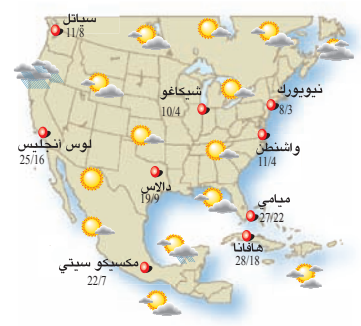 سياتل
11/8
شيكاغو
10/4
نيويورك
8/3
لوس أنجليس
25/16
واشنطن
11/4
دالاس
19/9
ميامي
27/22
هافانا
28/18
مكسيكو سيتي
22/7